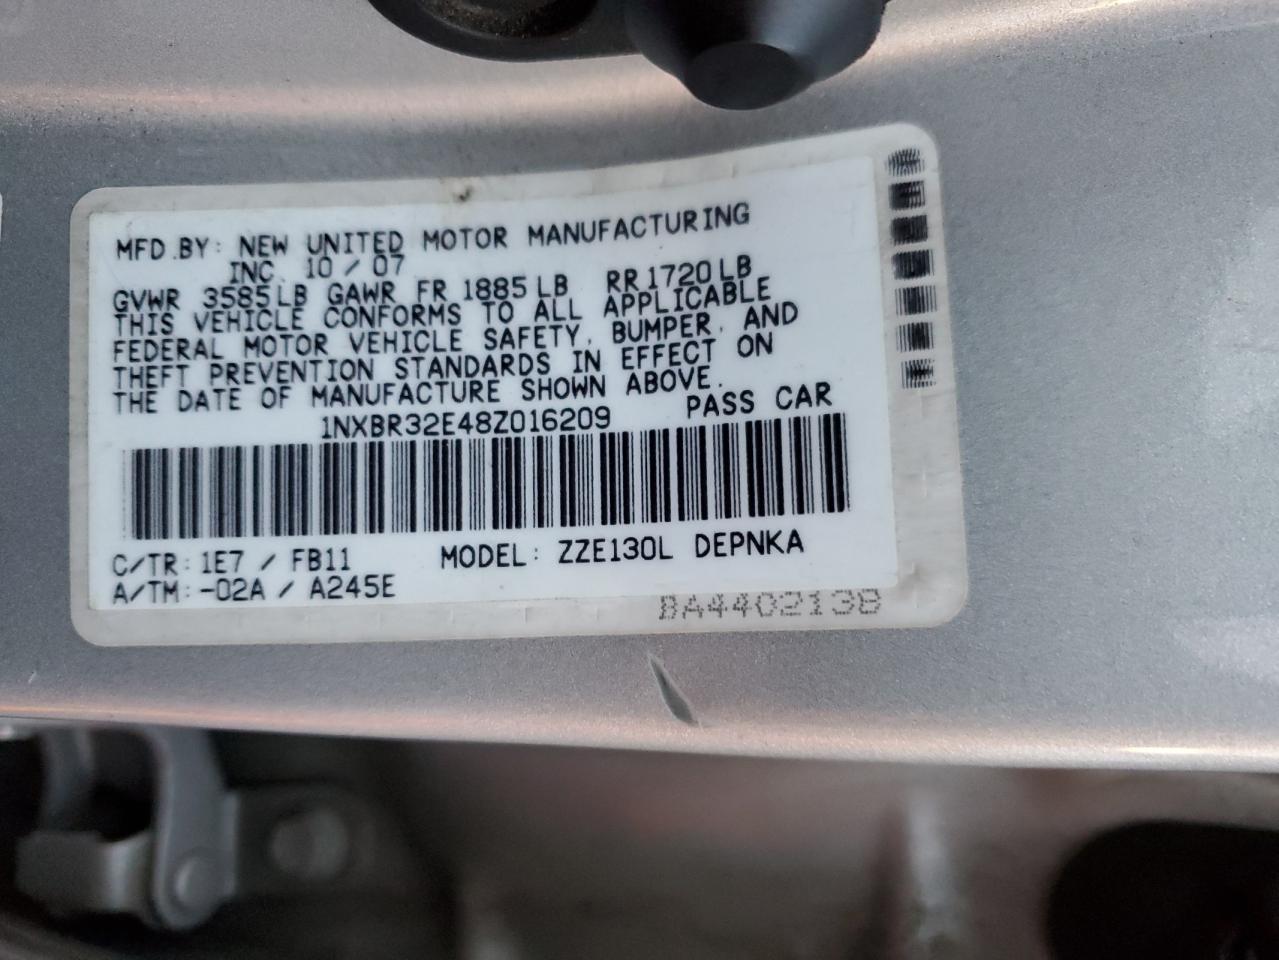 MFD.BY: NEW UNITED MOTOR MANUFACTURING
INC. 10 / 07
GVWR 3585LB GAWR FR 1885LB RR1720LB
THIS VEHICLE CONFORMS TO ALL APPLICABLE
FEDERAL MOTOR VEHICLE SAFETY, BUMPER, AND
THEFT PREVENTION STANDARDS IN EFFECT ON
THE DATE OF MANUFACTURE SHOWN ABOVE.
1NXBR32E48Z016209 PASS CAR
C/TR: 1E7 / FB11 MODEL: ZZE130L DEPNKA
A/TM: -02A / A245E
BA4402138